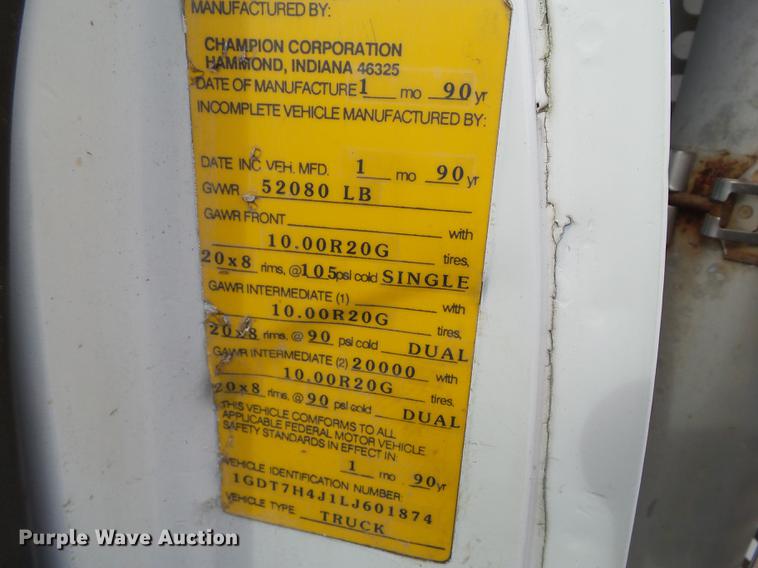 MANUFACTURED BY:
CHAMPION CORPORATION
HAMMOND, INDIANA 46325
DATE OF MANUFACTURE 1 mo 90 yr
INCOMPLETE VEHICLE MANUFACTURED BY:
DATE INC VEH. MFD. 1 mo 90 yr
GVWR 52080 LB
GAWR FRONT with
10.00R20G tires,
20x8 rims, @ 105 psi cold SINGLE
GAWR INTERMEDIATE (1) with
10.00R20G tires,
20x8 rims, @ 90 psi cold DUAL
GAWR INTERMEDIATE (2) 20000 with
10.00R20G tires,
20x8 rims, @ 90 psi cold DUAL
THIS VEHICLE COMFORMS TO ALL
APPLICABLE FEDERAL MOTOR VEHICLE
SAFETY STANDARDS IN EFFECT IN:
1 mo 90 yr
VEHICLE IDENTIFICATION NUMBER:
1GDT7H4J1LJ601874
VEHICLE TYPE TRUCK
Purple Wave Auction